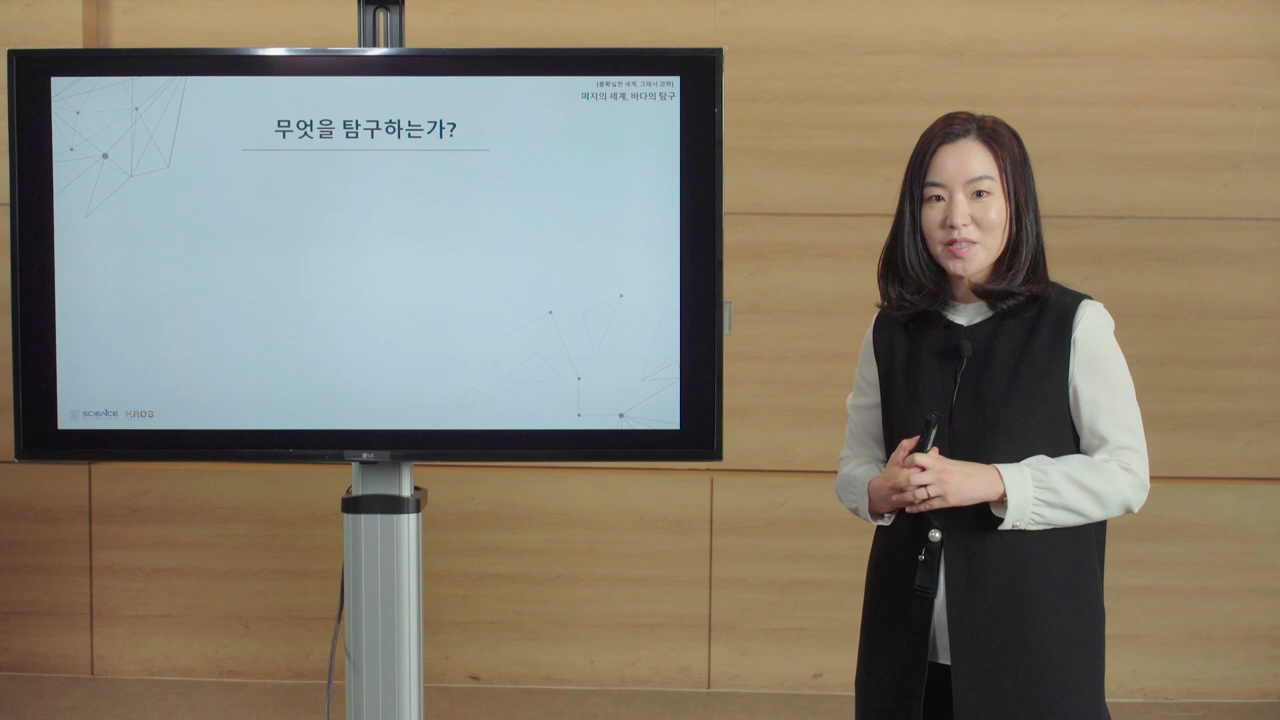 [불확실한 세계, 그래서 과학]
미지의 세계, 바다의 탐구
무엇을 탐구하는가?
SCIENCE KAOS
LG